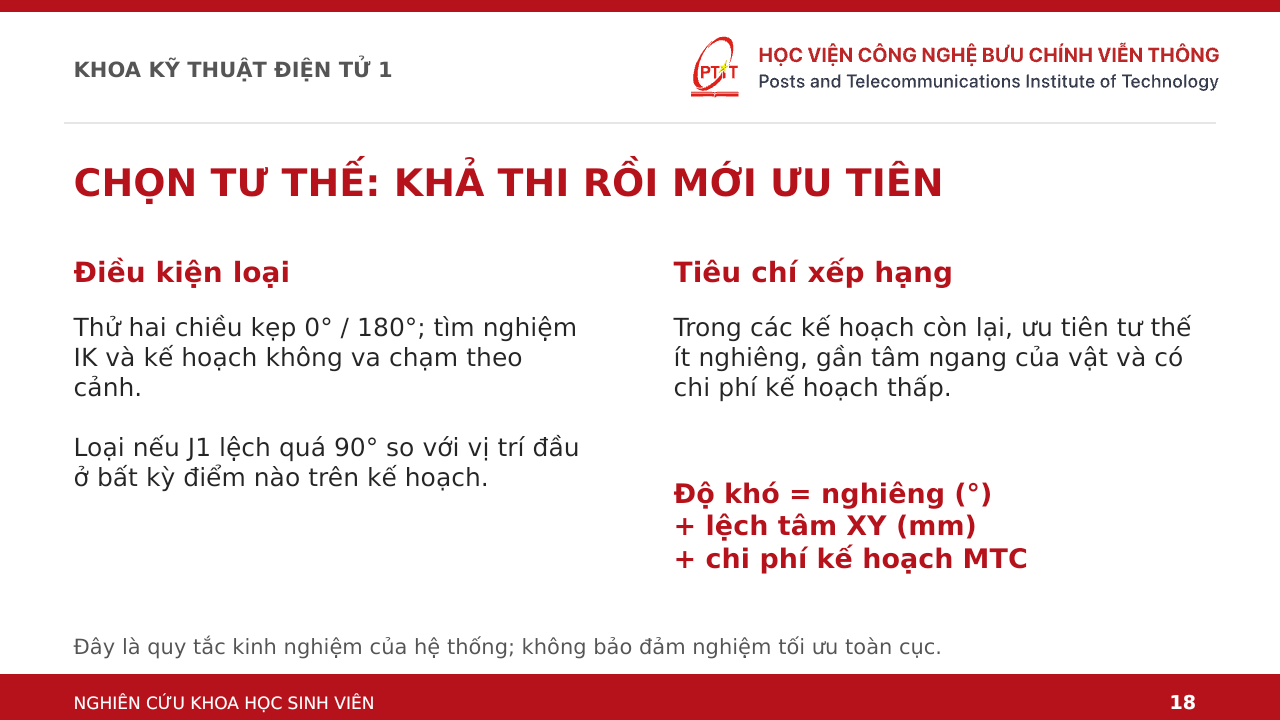 KHOA KỸ THUẬT ĐIỆN TỬ 1
PTIT
HỌC VIỆN CÔNG NGHỆ BƯU CHÍNH VIỄN THÔNG
Posts and Telecommunications Institute of Technology
CHỌN TƯ THẾ: KHẢ THI RỒI MỚI ƯU TIÊN
Điều kiện loại
Thử hai chiều kẹp 0° / 180°; tìm nghiệm
IK và kế hoạch không va chạm theo
cảnh.
Loại nếu J1 lệch quá 90° so với vị trí đầu
ở bất kỳ điểm nào trên kế hoạch.
Tiêu chí xếp hạng
Trong các kế hoạch còn lại, ưu tiên tư thế
ít nghiêng, gần tâm ngang của vật và có
chi phí kế hoạch thấp.
Độ khó = nghiêng (°)
+ lệch tâm XY (mm)
+ chi phí kế hoạch MTC
Đây là quy tắc kinh nghiệm của hệ thống; không bảo đảm nghiệm tối ưu toàn cục.
NGHIÊN CỨU KHOA HỌC SINH VIÊN
18